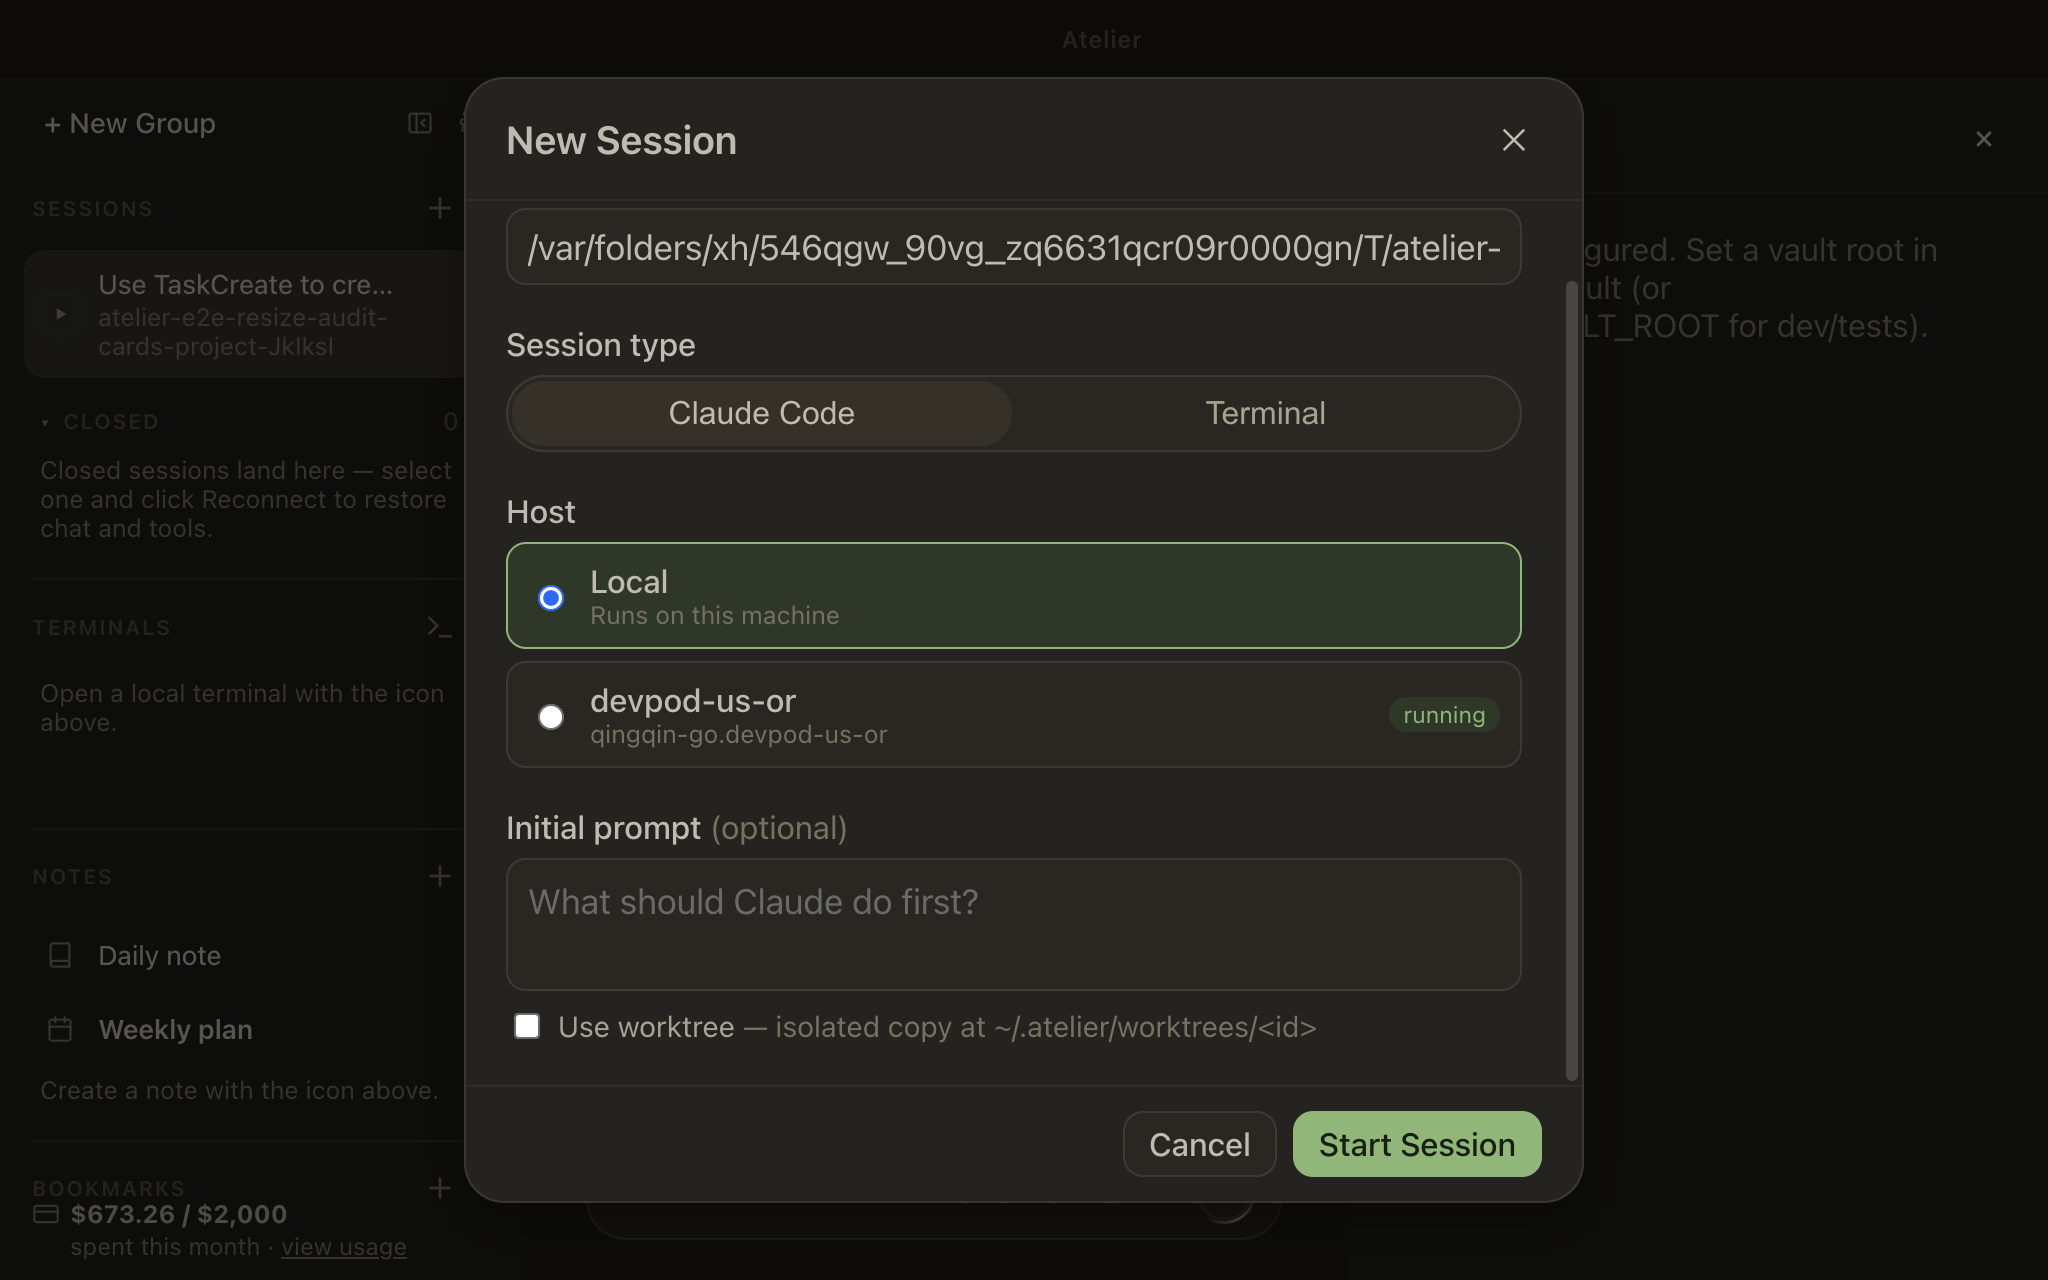 Atelier
+ New Group
SESSIONS
Use TaskCreate to cre...
atelier-e2e-resize-audit-
cards-project-JkIksI
CLOSED 0
Closed sessions land here — select
one and click Reconnect to restore
chat and tools.
TERMINALS
Open a local terminal with the icon
above.
NOTES
Daily note
Weekly plan
Create a note with the icon above.
BOOKMARKS
$673.26 / $2,000
spent this month · view usage
New Session
/var/folders/xh/546qgw_90vg_zq6631qcr09r0000gn/T/atelier-
Session type
Claude Code
Terminal
Host
Local
Runs on this machine
devpod-us-or
qingqin-go.devpod-us-or
running
Initial prompt (optional)
What should Claude do first?
Use worktree — isolated copy at ~/.atelier/worktrees/<id>
Cancel
Start Session
gured. Set a vault root in
ult (or
LT_ROOT for dev/tests).